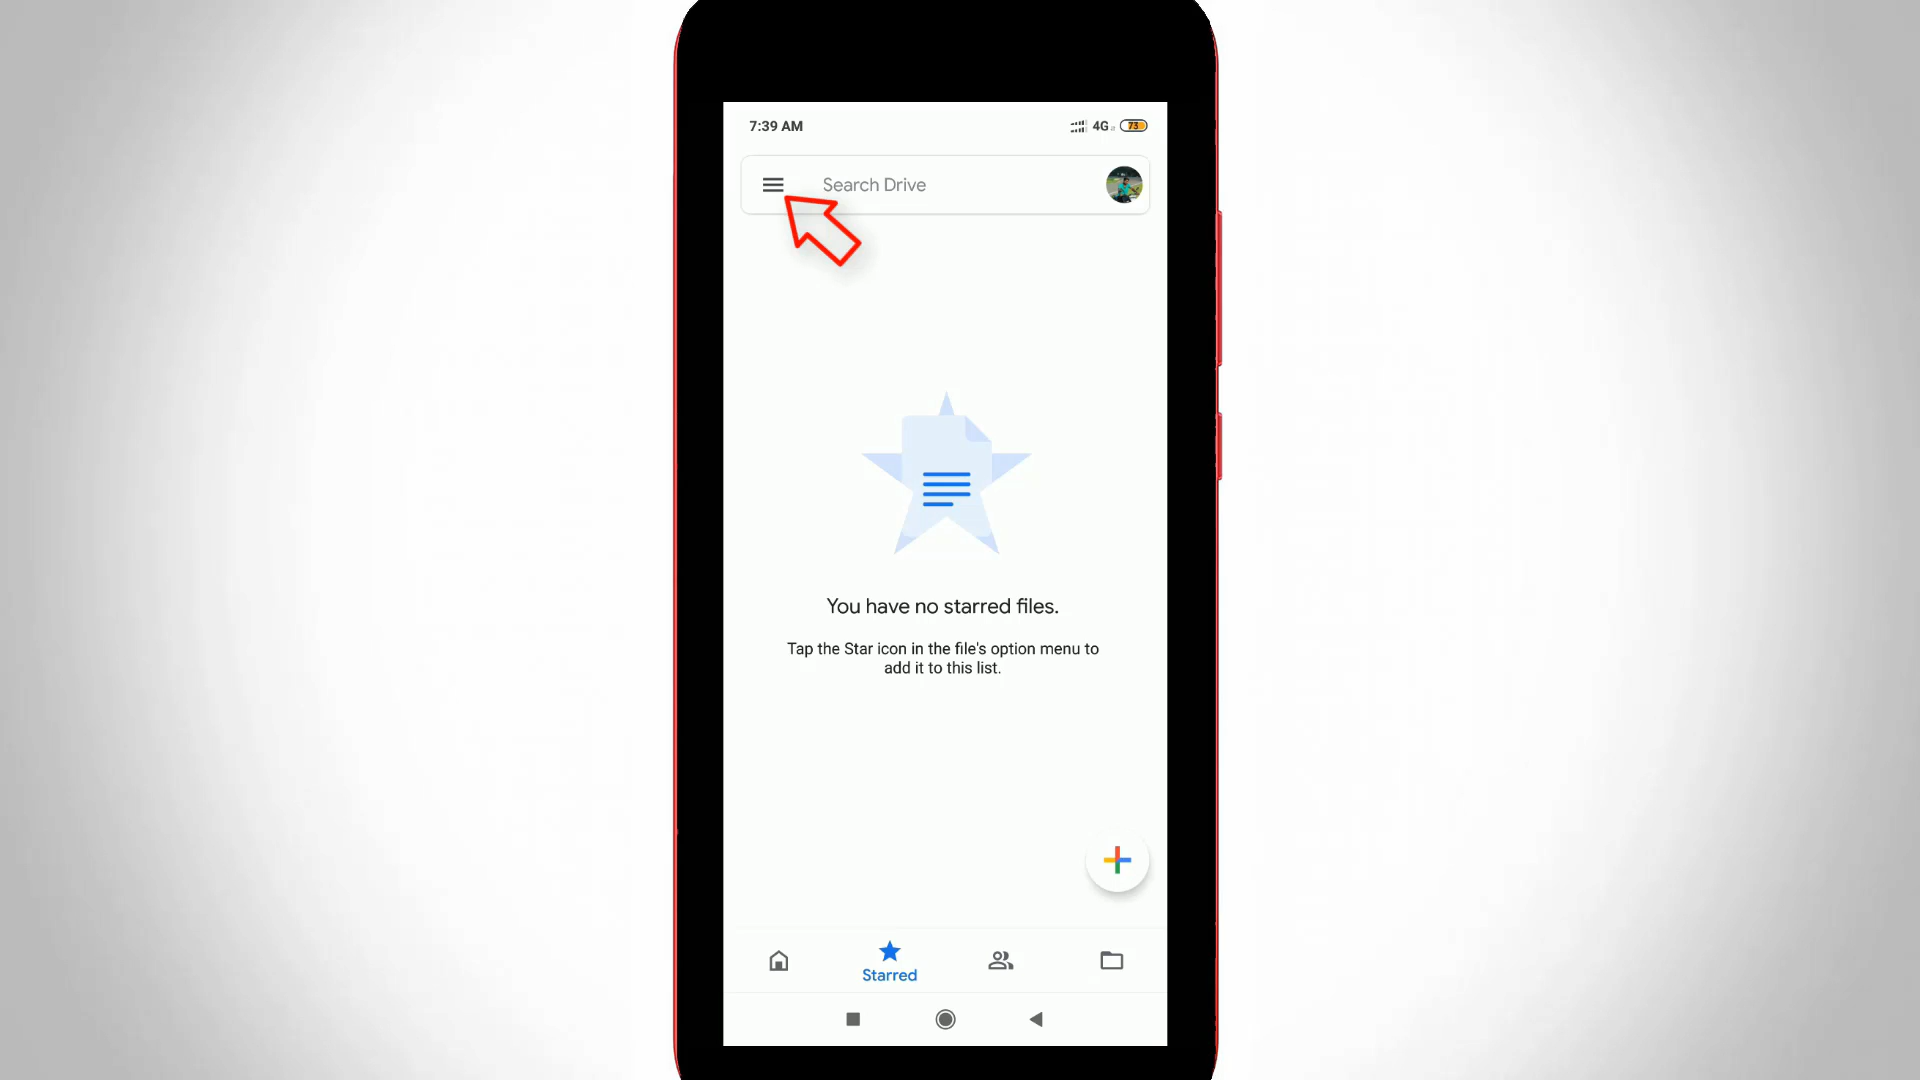 7:39 AM
4G
73
Search Drive
You have no starred files.
Tap the Star icon in the file's option menu to
add it to this list.
Starred